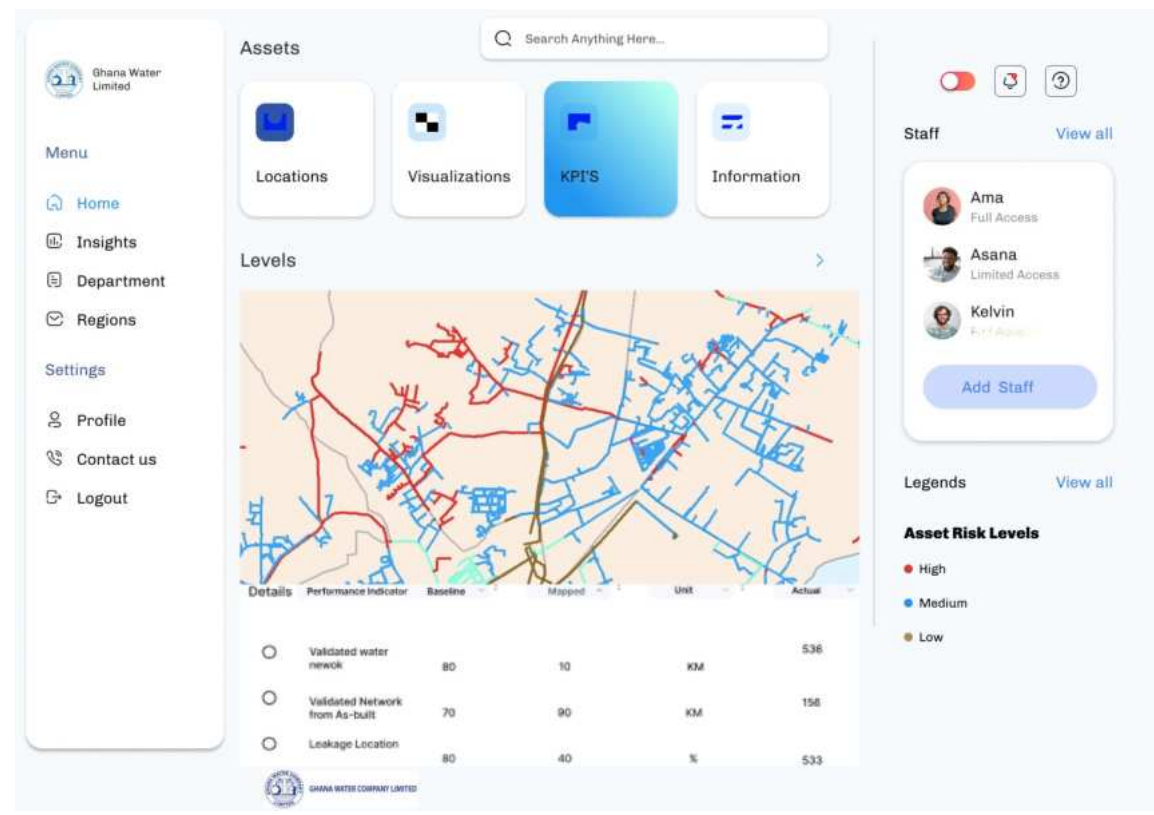 Ghana Water
Limited
Menu
Home
Insights
Department
Regions
Settings
Profile
Contact us
Logout
Assets
Search Anything Here...
Locations
Visualizations
KPI'S
Information
Levels
Details Performance Indicator Baseline Mapped Unit Actual
Validated water
newok
80 10 KM 536
Validated Network
from As-built
70 90 KM 156
Leakage Location
80 40 % 533
GHANA WATER COMPANY LIMITED
Staff View all
Ama
Full Access
Asana
Limited Access
Kelvin
Add Staff
Legends View all
Asset Risk Levels
High
Medium
Low